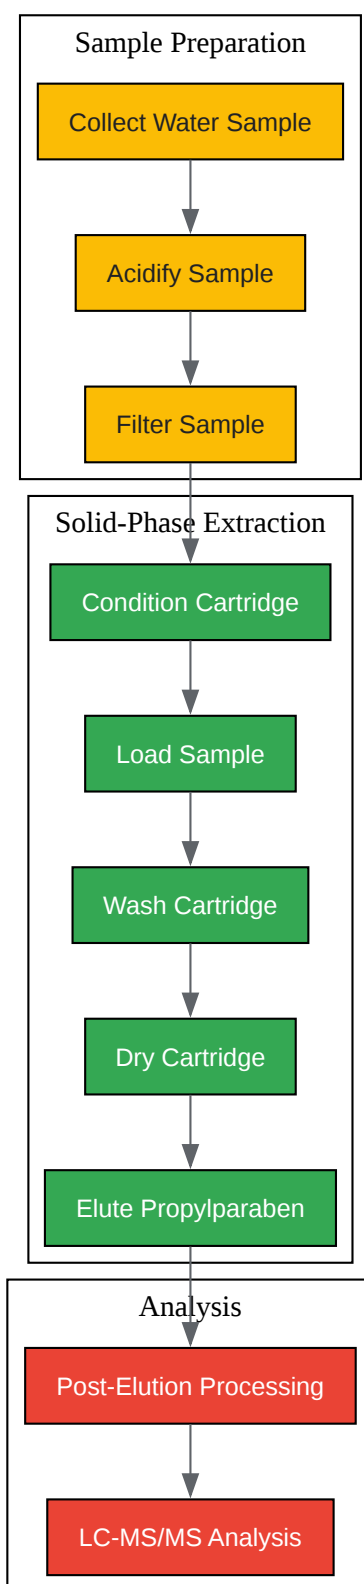 Sample Preparation
Collect Water Sample
Acidify Sample
Filter Sample
Solid-Phase Extraction
Condition Cartridge
Load Sample
Wash Cartridge
Dry Cartridge
Elute Propylparaben
Analysis
Post-Elution Processing
LC-MS/MS Analysis